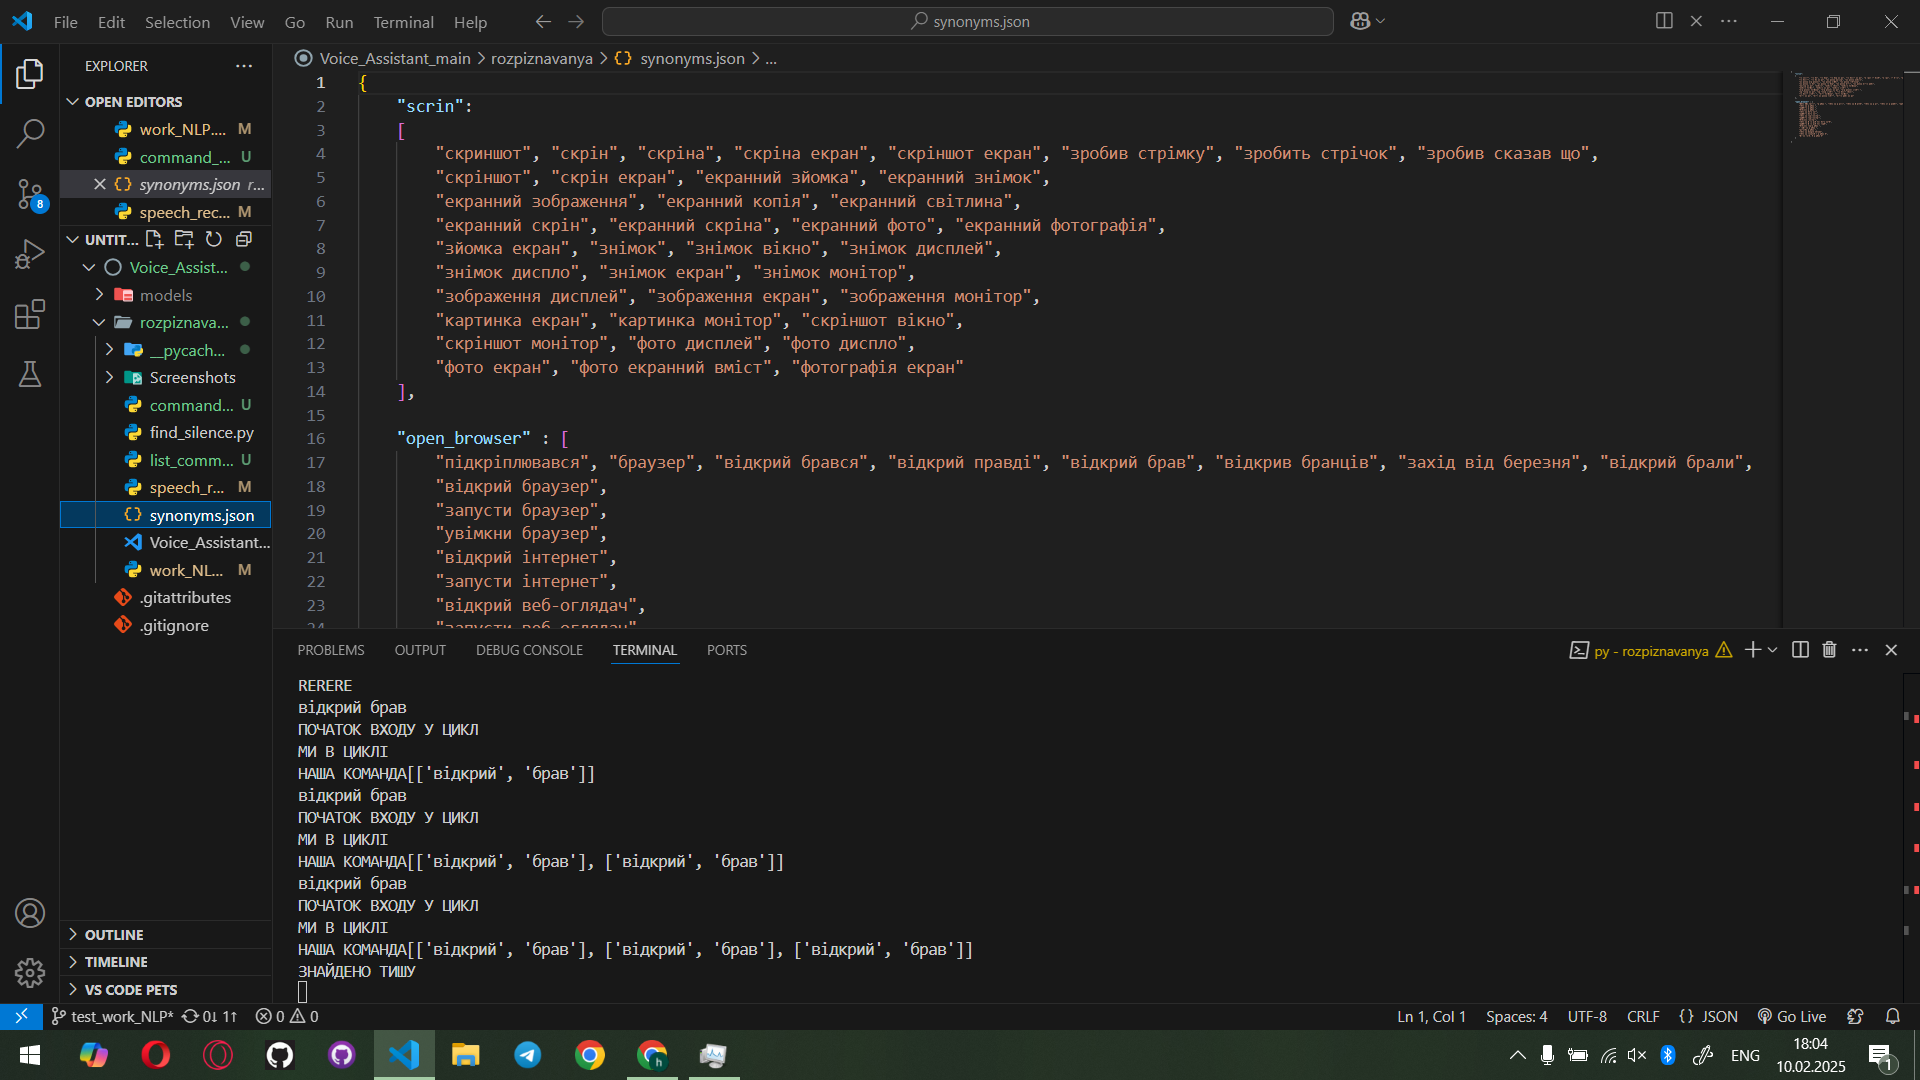 File Edit Selection View Go Run Terminal Help
synonyms.json
EXPLORER
OPEN EDITORS
work_NLP.... M
command_... U
synonyms.json r...
speech_rec... M
UNTIT...
Voice_Assist...
models
rozpiznava...
__pycach...
Screenshots
command... U
find_silence.py
list_comm... U
speech_r... M
synonyms.json
Voice_Assistant...
work_NL... M
.gitattributes
.gitignore
OUTLINE
TIMELINE
VS CODE PETS
8
Voice_Assistant_main > rozpiznavanya > {} synonyms.json > ...
1 {
2 "scrin":
3 [
4 "скриншот", "скрін", "скріна", "скріна екран", "скріншот екран", "зробив стрімку", "зробить стрічок", "зробив сказав що",
5 "скріншот", "скрін екран", "екранний зйомка", "екранний знімок",
6 "екранний зображення", "екранний копія", "екранний світлина",
7 "екранний скрін", "екранний скріна", "екранний фото", "екранний фотографія",
8 "зйомка екран", "знімок", "знімок вікно", "знімок дисплей",
9 "знімок диспло", "знімок екран", "знімок монітор",
10 "зображення дисплей", "зображення екран", "зображення монітор",
11 "картинка екран", "картинка монітор", "скріншот вікно",
12 "скріншот монітор", "фото дисплей", "фото диспло",
13 "фото екран", "фото екранний вміст", "фотографія екран"
14 ],
15
16 "open_browser" : [
17 "підкріплювався", "браузер", "відкрий брався", "відкрий правді", "відкрий брав", "відкрив бранців", "захід від березня", "відкрий брали",
18 "відкрий браузер",
19 "запусти браузер",
20 "увімкни браузер",
21 "відкрий інтернет",
22 "запусти інтернет",
23 "відкрий веб-оглядач",
24 "запусти веб-оглядач"
PROBLEMS OUTPUT DEBUG CONSOLE TERMINAL PORTS
py - rozpiznavanya
RERERE
відкрий брав
ПОЧАТОК ВХОДУ У ЦИКЛ
МИ В ЦИКЛІ
НАША КОМАНДА[['відкрий', 'брав']]
відкрий брав
ПОЧАТОК ВХОДУ У ЦИКЛ
МИ В ЦИКЛІ
НАША КОМАНДА[['відкрий', 'брав'], ['відкрий', 'брав']]
відкрий брав
ПОЧАТОК ВХОДУ У ЦИКЛ
МИ В ЦИКЛІ
НАША КОМАНДА[['відкрий', 'брав'], ['відкрий', 'брав'], ['відкрий', 'брав']]
ЗНАЙДЕНО ТИШУ
test_work_NLP* 0↓ 1↑ 0 0
Ln 1, Col 1 Spaces: 4 UTF-8 CRLF {} JSON Go Live
ENG
18:04
10.02.2025
1